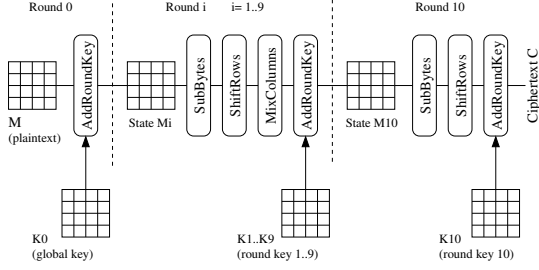 Round 0
Round i i= 1..9
Round 10
AddRoundKey
SubBytes
ShiftRows
MixColumns
AddRoundKey
SubBytes
ShiftRows
AddRoundKey
Ciphertext C
M
(plaintext)
State Mi
State M10
K0
(global key)
K1..K9
(round key 1..9)
K10
(round key 10)